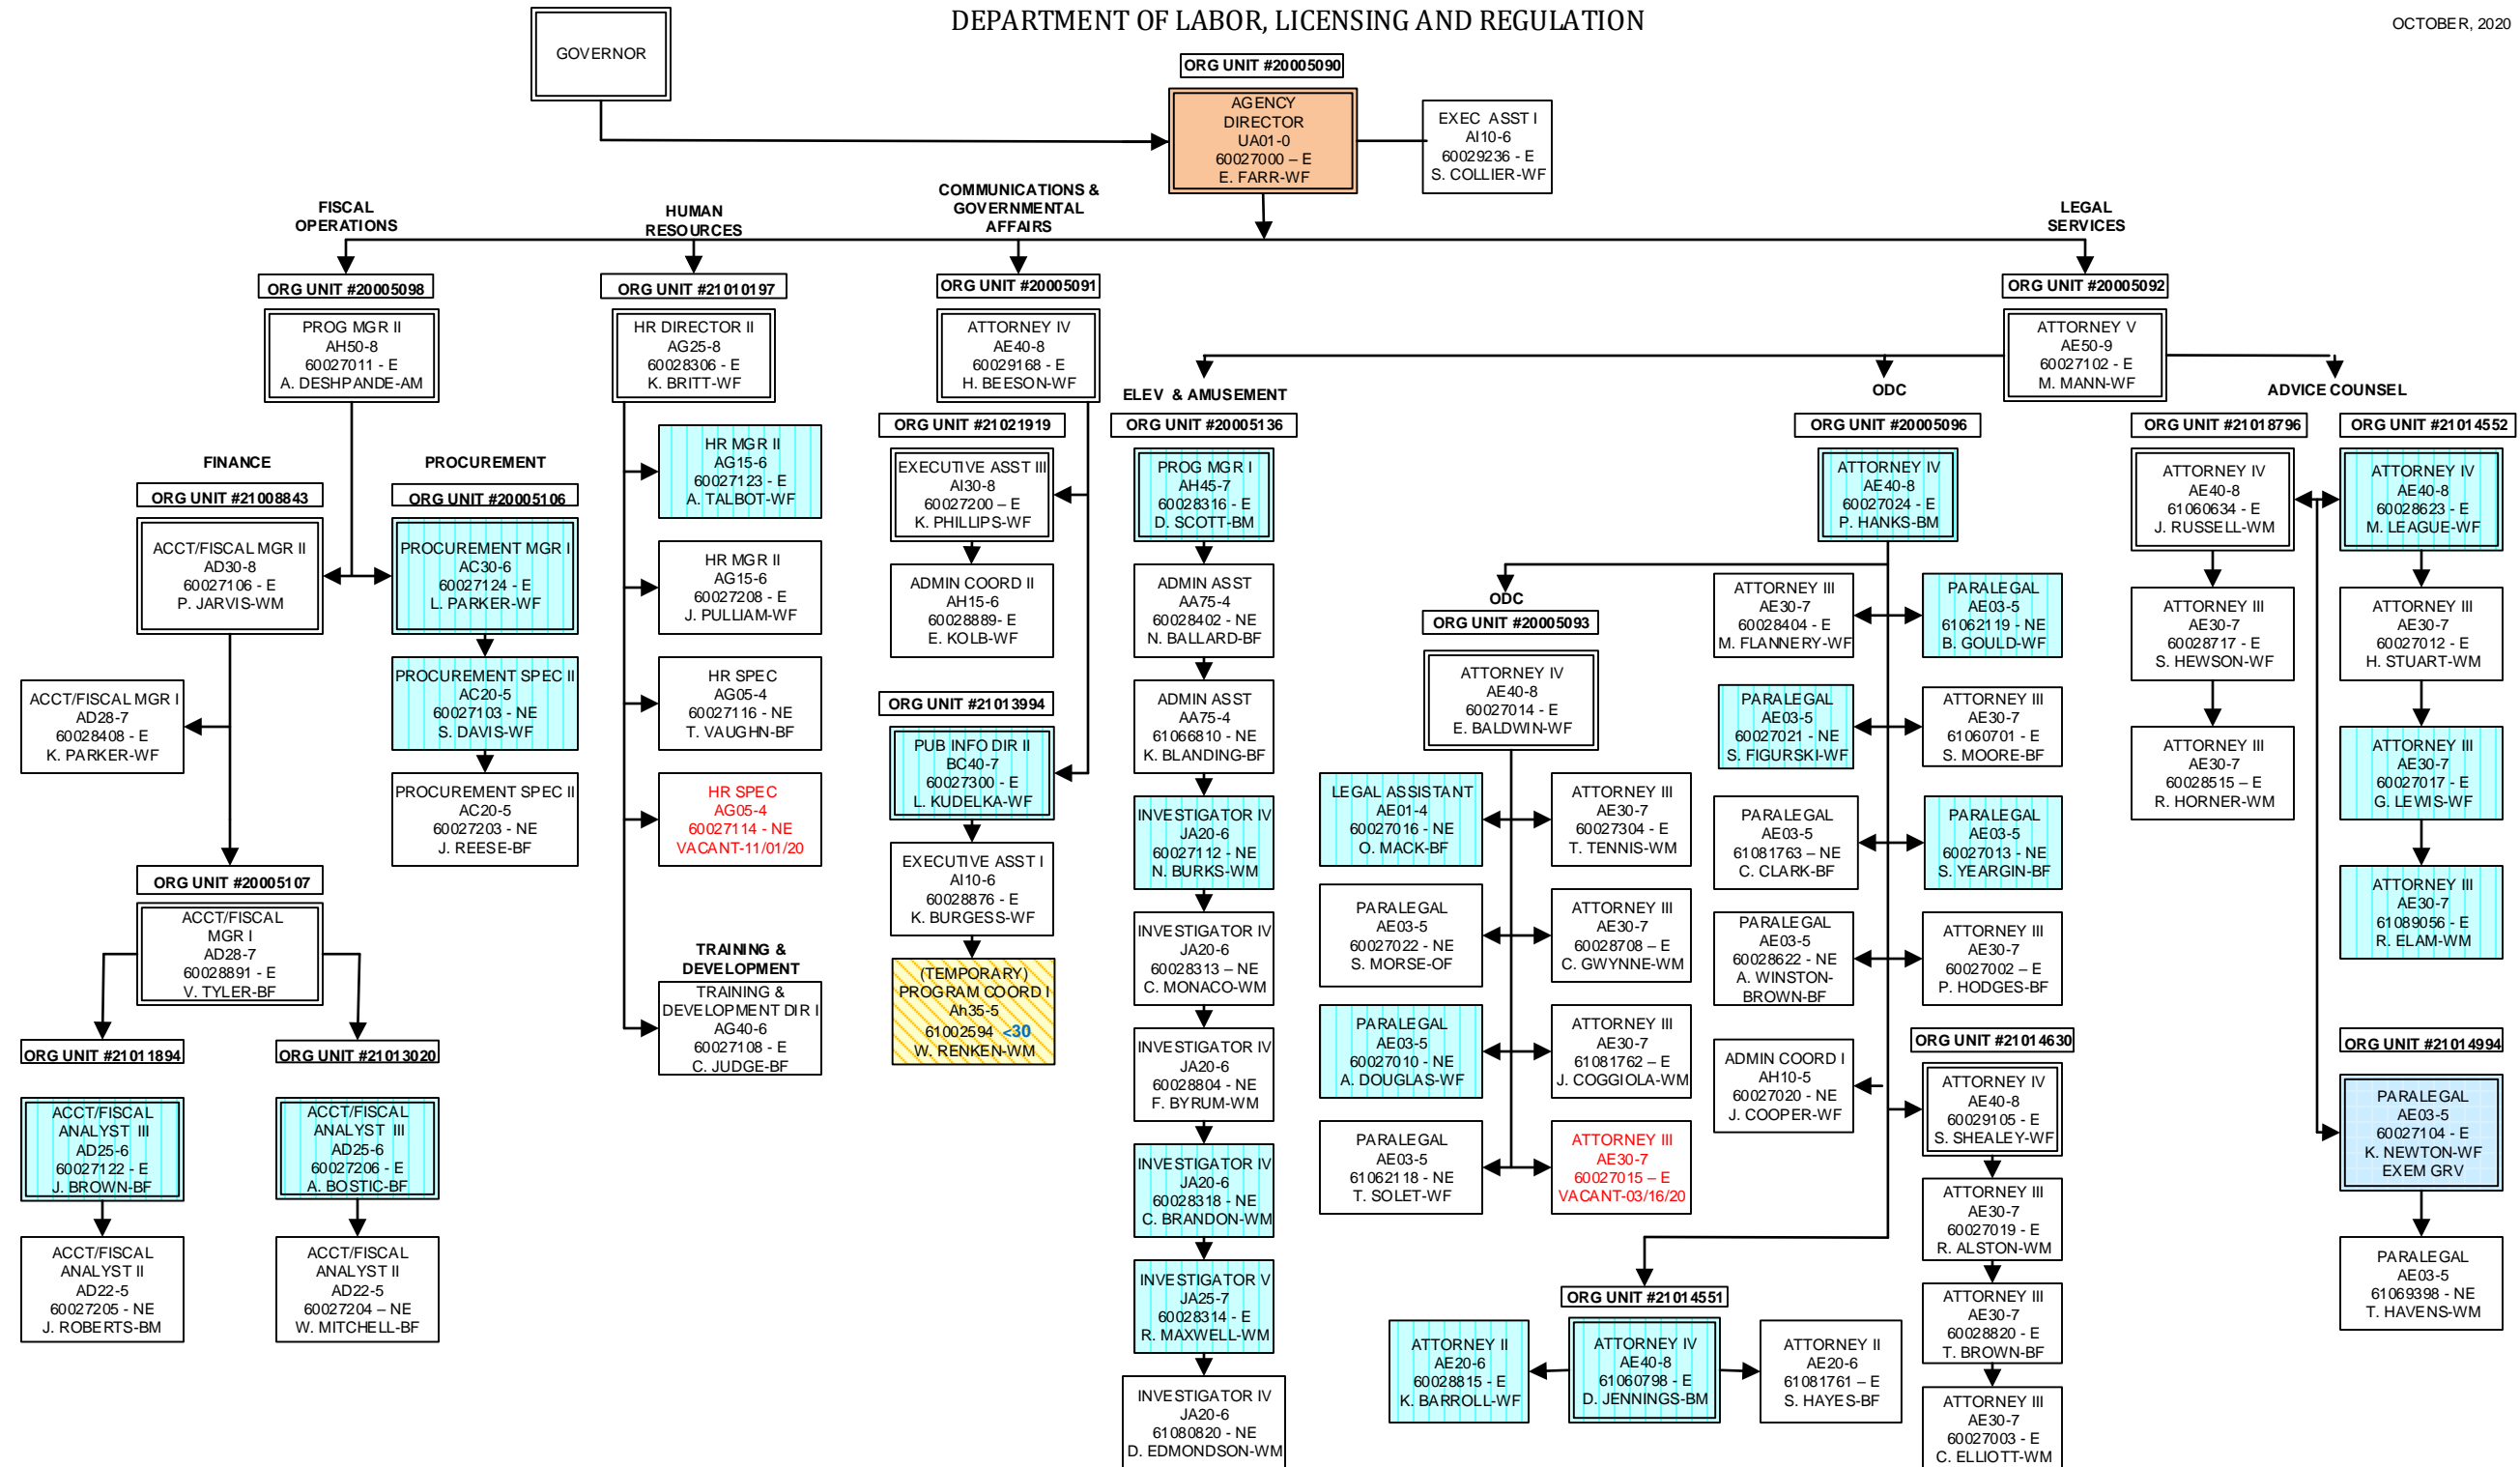 DEPARTMENT OF LABOR, LICENSING AND REGULATION
OCTOBER, 2020
GOVERNOR
ORG UNIT #20005090
AGENCY
DIRECTOR
UA01-0
60027000 – E
E. FARR-WF
EXEC ASST I
AI10-6
60029236 - E
S. COLLIER-WF
FISCAL
OPERATIONS
HUMAN
RESOURCES
COMMUNICATIONS &
GOVERNMENTAL
AFFAIRS
LEGAL
SERVICES
ORG UNIT #20005098
PROG MGR II
AH50-8
60027011 - E
A. DESHPANDE-AM
FINANCE
ORG UNIT #21008843
ACCT/FISCAL MGR II
AD30-8
60027106 - E
P. JARVIS-WM
PROCUREMENT
ORG UNIT #20005106
PROCUREMENT MGR I
AC30-6
60027124 - E
L. PARKER-WF
PROCUREMENT SPEC II
AC20-5
60027103 - NE
S. DAVIS-WF
PROCUREMENT SPEC II
AC20-5
60027203 - NE
J. REESE-BF
ACCT/FISCAL MGR I
AD28-7
60028408 - E
K. PARKER-WF
ORG UNIT #20005107
ACCT/FISCAL
MGR I
AD28-7
60028891 - E
V. TYLER-BF
ORG UNIT #21011894
ACCT/FISCAL
ANALYST III
AD25-6
60027122 - E
J. BROWN-BF
ACCT/FISCAL
ANALYST II
AD22-5
60027205 - NE
J. ROBERTS-BM
ORG UNIT #21013020
ACCT/FISCAL
ANALYST III
AD25-6
60027206 - E
A. BOSTIC-BF
ACCT/FISCAL
ANALYST II
AD22-5
60027204 – NE
W. MITCHELL-BF
ORG UNIT #21010197
HR DIRECTOR II
AG25-8
60028306 - E
K. BRITT-WF
HR MGR II
AG15-6
60027123 - E
A. TALBOT-WF
HR MGR II
AG15-6
60027208 - E
J. PULLIAM-WF
HR SPEC
AG05-4
60027116 - NE
T. VAUGHN-BF
HR SPEC
AG05-4
60027114 - NE
VACANT-11/01/20
TRAINING &
DEVELOPMENT
TRAINING &
DEVELOPMENT DIR I
AG40-6
60027108 - E
C. JUDGE-BF
ORG UNIT #20005091
ATTORNEY IV
AE40-8
60029168 - E
H. BEESON-WF
ORG UNIT #21021919
EXECUTIVE ASST III
AI30-8
60027200 – E
K. PHILLIPS-WF
ADMIN COORD II
AH15-6
60028889- E
E. KOLB-WF
ORG UNIT #21013994
PUB INFO DIR II
BC40-7
60027300 - E
L. KUDELKA-WF
EXECUTIVE ASST I
AI10-6
60028876 - E
K. BURGESS-WF
(TEMPORARY)
PROGRAM COORD I
Ah35-5
61002594 <30
W. RENKEN-WM
ORG UNIT #20005092
ATTORNEY V
AE50-9
60027102 - E
M. MANN-WF
ELEV & AMUSEMENT
ORG UNIT #20005136
PROG MGR I
AH45-7
60028316 - E
D. SCOTT-BM
ADMIN ASST
AA75-4
60028402 - NE
N. BALLARD-BF
ADMIN ASST
AA75-4
61066810 - NE
K. BLANDING-BF
INVESTIGATOR IV
JA20-6
60027112 - NE
N. BURKS-WM
INVESTIGATOR IV
JA20-6
60028313 – NE
C. MONACO-WM
INVESTIGATOR IV
JA20-6
60028804 - NE
F. BYRUM-WM
INVESTIGATOR IV
JA20-6
60028318 - NE
C. BRANDON-WM
INVESTIGATOR V
JA25-7
60028314 - E
R. MAXWELL-WM
INVESTIGATOR IV
JA20-6
61080820 - NE
D. EDMONDSON-WM
ODC
ORG UNIT #20005096
ATTORNEY IV
AE40-8
60027024 - E
P. HANKS-BM
ODC
ORG UNIT #20005093
ATTORNEY IV
AE40-8
60027014 - E
E. BALDWIN-WF
LEGAL ASSISTANT
AE01-4
60027016 - NE
O. MACK-BF
ATTORNEY III
AE30-7
60027304 - E
T. TENNIS-WM
PARALEGAL
AE03-5
60027022 - NE
S. MORSE-OF
ATTORNEY III
AE30-7
60028708 – E
C. GWYNNE-WM
PARALEGAL
AE03-5
60027010 - NE
A. DOUGLAS-WF
ATTORNEY III
AE30-7
61081762 – E
J. COGGIOLA-WM
PARALEGAL
AE03-5
61062118 - NE
T. SOLET-WF
ATTORNEY III
AE30-7
60027015 – E
VACANT-03/16/20
ATTORNEY III
AE30-7
60028404 - E
M. FLANNERY-WF
PARALEGAL
AE03-5
61062119 - NE
B. GOULD-WF
PARALEGAL
AE03-5
60027021 - NE
S. FIGURSKI-WF
ATTORNEY III
AE30-7
61060701 - E
S. MOORE-BF
PARALEGAL
AE03-5
61081763 – NE
C. CLARK-BF
PARALEGAL
AE03-5
60027013 - NE
S. YEARGIN-BF
PARALEGAL
AE03-5
60028622 - NE
A. WINSTON-
BROWN-BF
ATTORNEY III
AE30-7
60027002 – E
P. HODGES-BF
ADMIN COORD I
AH10-5
60027020 - NE
J. COOPER-WF
ORG UNIT #21014630
ATTORNEY IV
AE40-8
60029105 - E
S. SHEALEY-WF
ATTORNEY III
AE30-7
60027019 - E
R. ALSTON-WM
ATTORNEY III
AE30-7
60028820 - E
T. BROWN-BF
ATTORNEY III
AE30-7
60027003 - E
C. ELLIOTT-WM
ORG UNIT #21014551
ATTORNEY II
AE20-6
60028815 - E
K. BARROLL-WF
ATTORNEY IV
AE40-8
61060798 - E
D. JENNINGS-BM
ATTORNEY II
AE20-6
61081761 – E
S. HAYES-BF
ADVICE COUNSEL
ORG UNIT #21018796
ATTORNEY IV
AE40-8
61060634 - E
J. RUSSELL-WM
ATTORNEY III
AE30-7
60028717 - E
S. HEWSON-WF
ATTORNEY III
AE30-7
60028515 – E
R. HORNER-WM
ORG UNIT #21014552
ATTORNEY IV
AE40-8
60028623 - E
M. LEAGUE-WF
ATTORNEY III
AE30-7
60027012 - E
H. STUART-WM
ATTORNEY III
AE30-7
60027017 - E
G. LEWIS-WF
ATTORNEY III
AE30-7
61089056 - E
R. ELAM-WM
ORG UNIT #21014994
PARALEGAL
AE03-5
60027104 - E
K. NEWTON-WF
EXEM GRV
PARALEGAL
AE03-5
61069398 - NE
T. HAVENS-WM